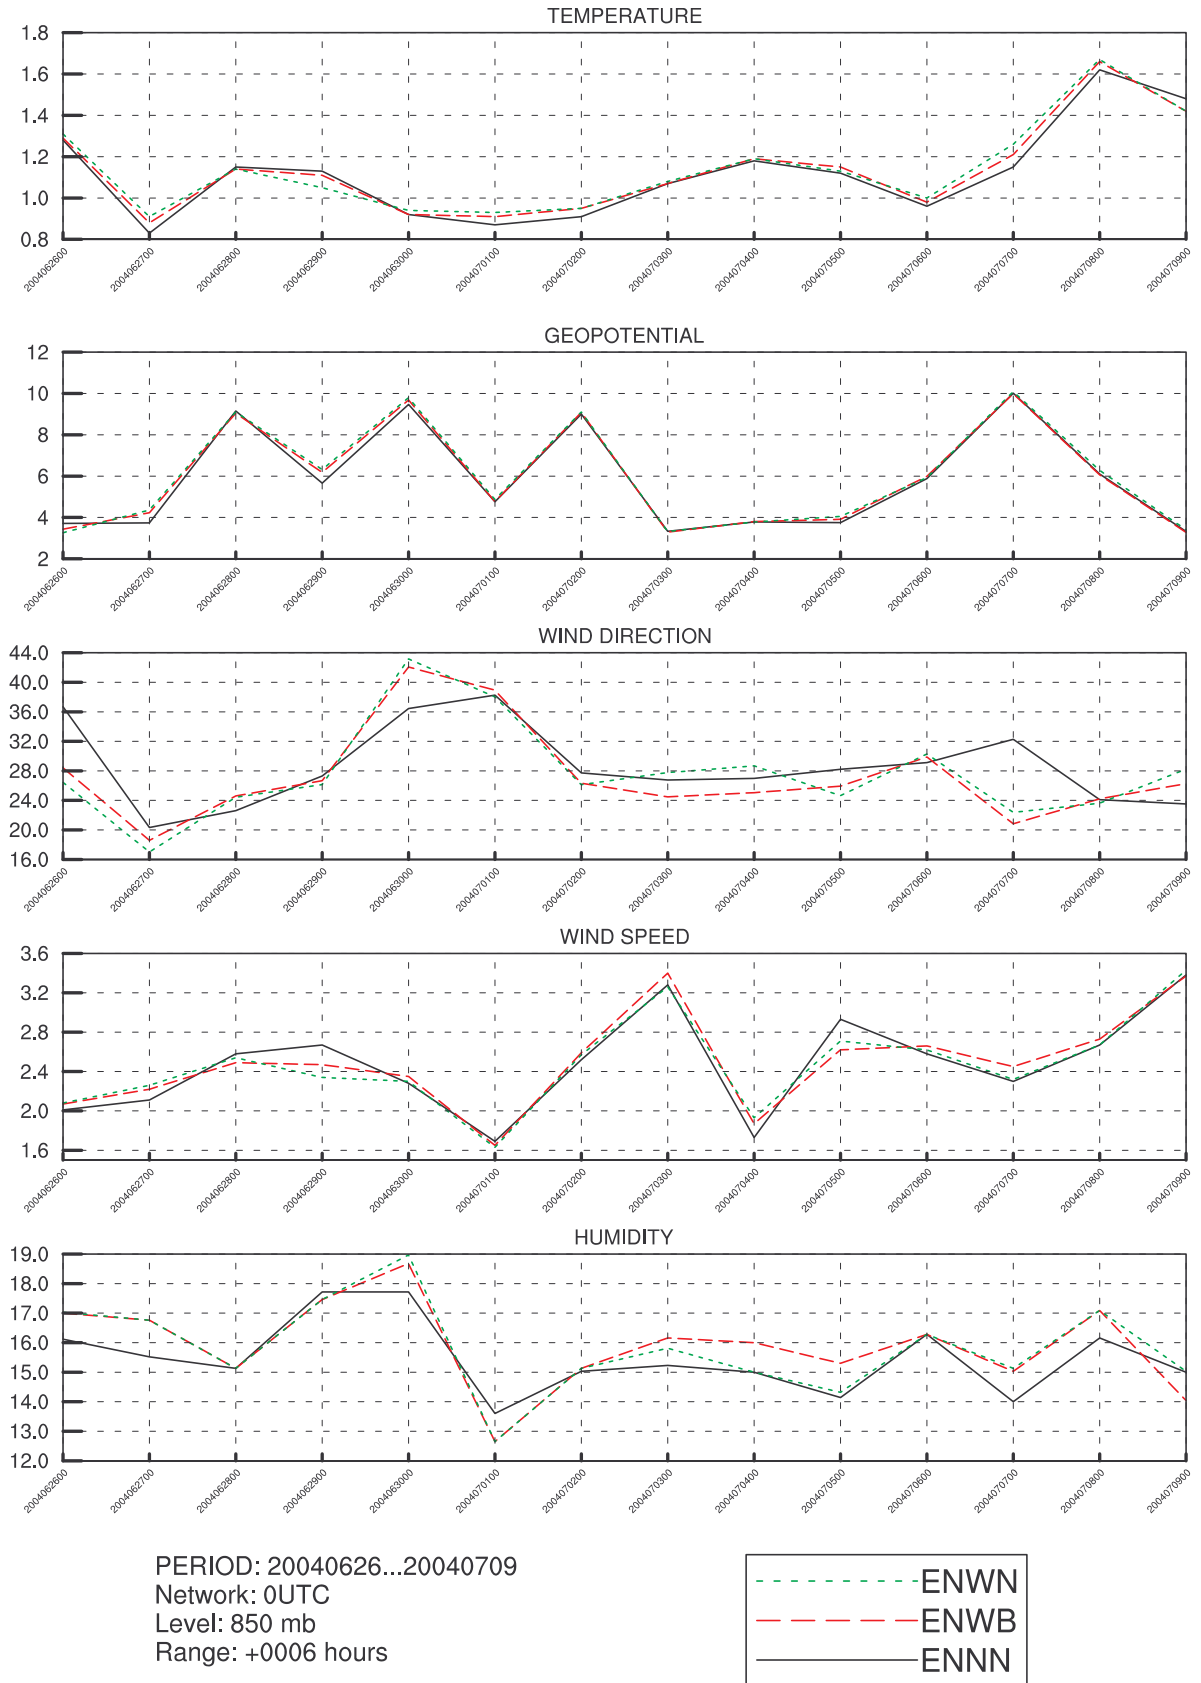 TEMPERATURE
1.8
1.6
1.4
1.2
1.0
0.8
2004062600 2004062700 2004062800 2004062900 2004063000 2004070100 2004070200 2004070300 2004070400 2004070500 2004070600 2004070700 2004070800 2004070900
GEOPOTENTIAL
12
10
8
6
4
2
2004062600 2004062700 2004062800 2004062900 2004063000 2004070100 2004070200 2004070300 2004070400 2004070500 2004070600 2004070700 2004070800 2004070900
WIND DIRECTION
44.0
40.0
36.0
32.0
28.0
24.0
20.0
16.0
2004062600 2004062700 2004062800 2004062900 2004063000 2004070100 2004070200 2004070300 2004070400 2004070500 2004070600 2004070700 2004070800 2004070900
WIND SPEED
3.6
3.2
2.8
2.4
2.0
1.6
2004062600 2004062700 2004062800 2004062900 2004063000 2004070100 2004070200 2004070300 2004070400 2004070500 2004070600 2004070700 2004070800 2004070900
HUMIDITY
19.0
18.0
17.0
16.0
15.0
14.0
13.0
12.0
2004062600 2004062700 2004062800 2004062900 2004063000 2004070100 2004070200 2004070300 2004070400 2004070500 2004070600 2004070700 2004070800 2004070900
PERIOD: 20040626...20040709
Network: 0UTC
Level: 850 mb
Range: +0006 hours
ENWN
ENWB
ENNN